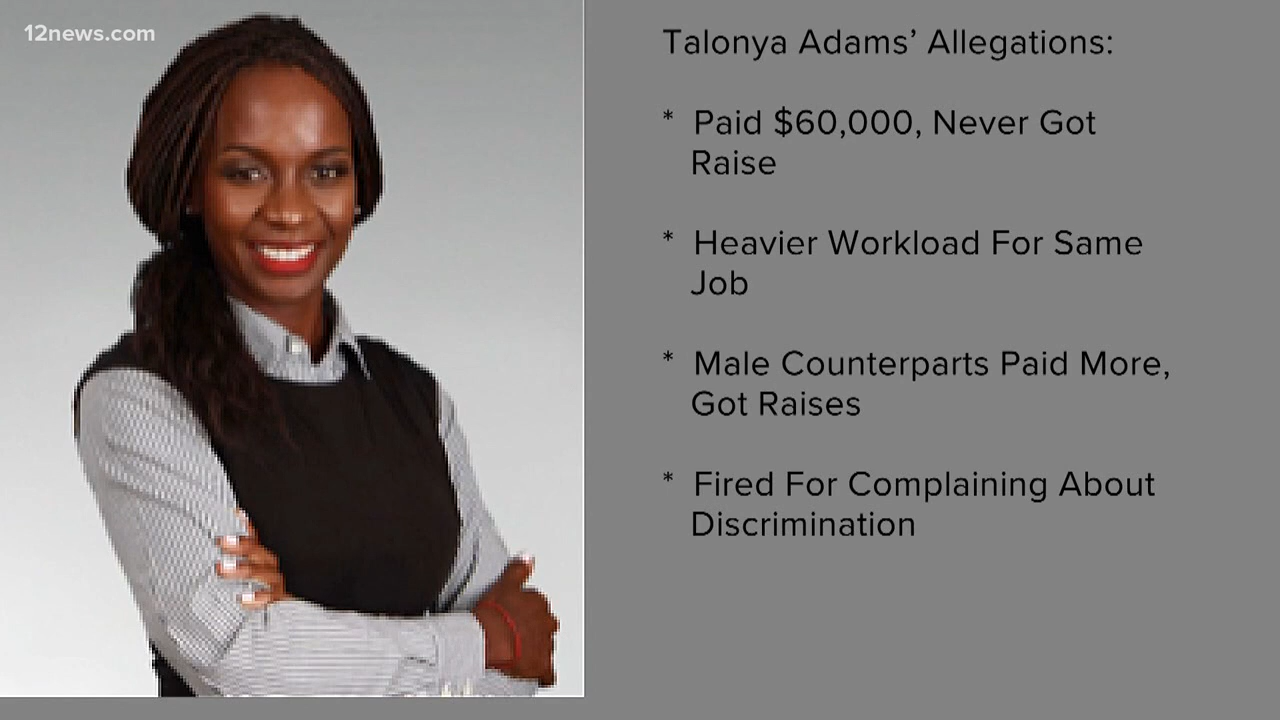 12news.com
Talonya Adams’ Allegations:
* Paid $60,000, Never Got
Raise
* Heavier Workload For Same
Job
* Male Counterparts Paid More,
Got Raises
* Fired For Complaining About
Discrimination